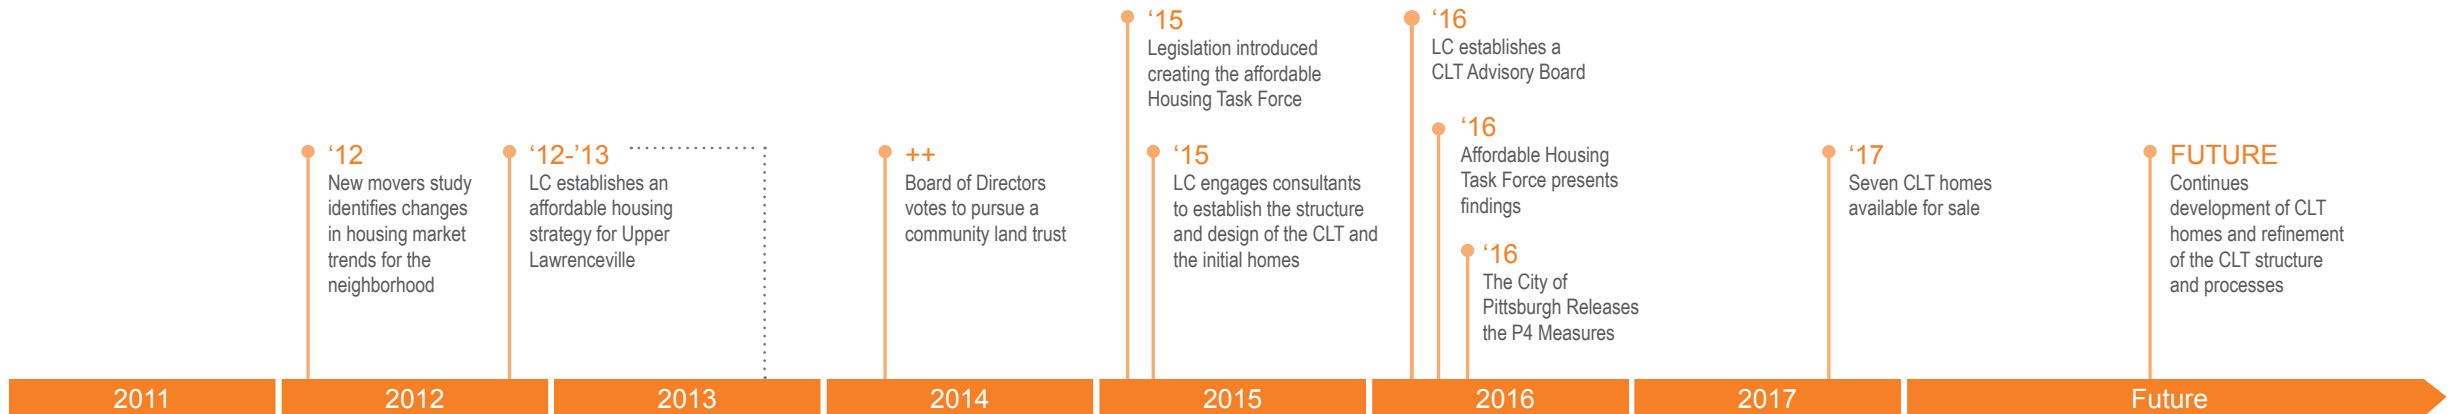 ‘12
New movers study
identifies changes
in housing market
trends for the
neighborhood
‘12-’13
LC establishes an
affordable housing
strategy for Upper
Lawrenceville
++
Board of Directors
votes to pursue a
community land trust
‘15
Legislation introduced
creating the affordable
Housing Task Force
‘15
LC engages consultants
to establish the structure
and design of the CLT and
the initial homes
‘16
LC establishes a
CLT Advisory Board
‘16
Affordable Housing
Task Force presents
findings
‘16
The City of
Pittsburgh Releases
the P4 Measures
‘17
Seven CLT homes
available for sale
FUTURE
Continues
development of CLT
homes and refinement
of the CLT structure
and processes
2011
2012
2013
2014
2015
2016
2017
Future